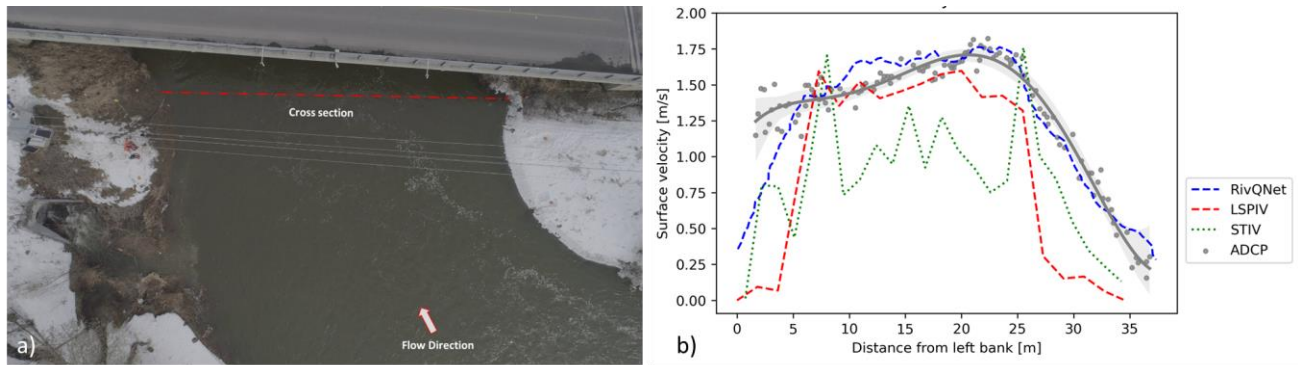 Cross section
Flow Direction
a)
2.00
1.75
1.50
1.25
1.00
0.75
0.50
0.25
0.00
Surface velocity [m/s]
0 5 10 15 20 25 30 35
Distance from left bank [m]
b)
RivQNet
LSPIV
STIV
ADCP